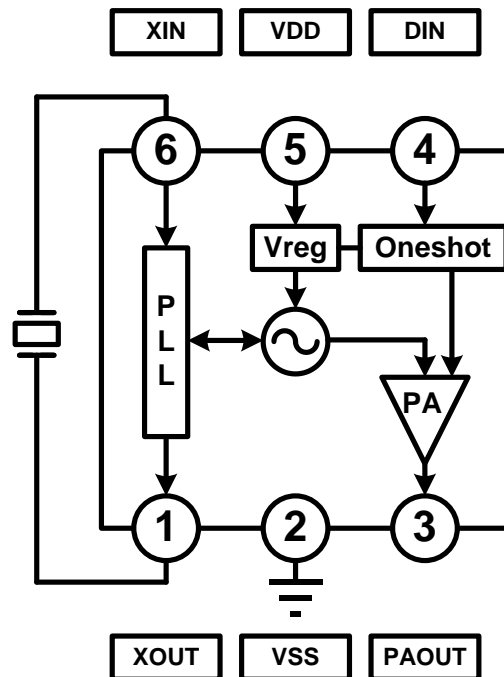 XIN VDD DIN
6 5 4
Vreg Oneshot
P
L
L
PA
1 2 3
XOUT VSS PAOUT